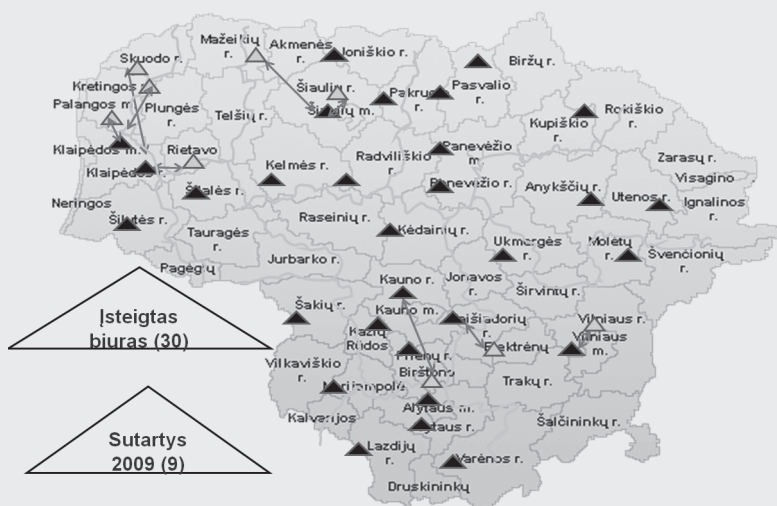 Mažeikių
r.
Akmenės
r.
Joniškio r.
Biržų r.
Skuodo r.
Šiaulių r.
Pasvalio
r.
Kretingos
Palangos m.
Plungės
r.
Telšių r.
Šiaulių m.
Pakruojo r.
Kupiškio r.
Rokiškio
r.
Klaipėdos m.
Rietavo
Radviliškio
r.
Panevėžio
m.
Zarasų r.
Klaipėdos r.
Kelmės r.
Panevėžio r.
Anykščių
r.
Visagino
Šilalės r.
Utenos r.
Ignalinos
r.
Neringos
Šilutės r.
Raseinių r.
Tauragės
r.
Kėdainių r.
Ukmergės
r.
Molėtų r.
Švenčionių
r.
Jurbarko r.
Pagėgių
Kauno r.
Jonavos
r.
Širvintų r.
Įsteigtas
biuras (30)
Šakių r.
Kauno m.
Kaišiadorių
r.
Vilniaus r.
Kazlų
Rūdos
Elektrėnų
Vilniaus
m.
Vilkaviškio
r.
Prienų r.
Birštono
Trakų r.
Marijampolė
Kalvarijos
Alytaus m.
Alytaus r.
Šalčininkų r.
Sutartys
2009 (9)
Lazdijų
r.
Varėnos r.
Druskininkų